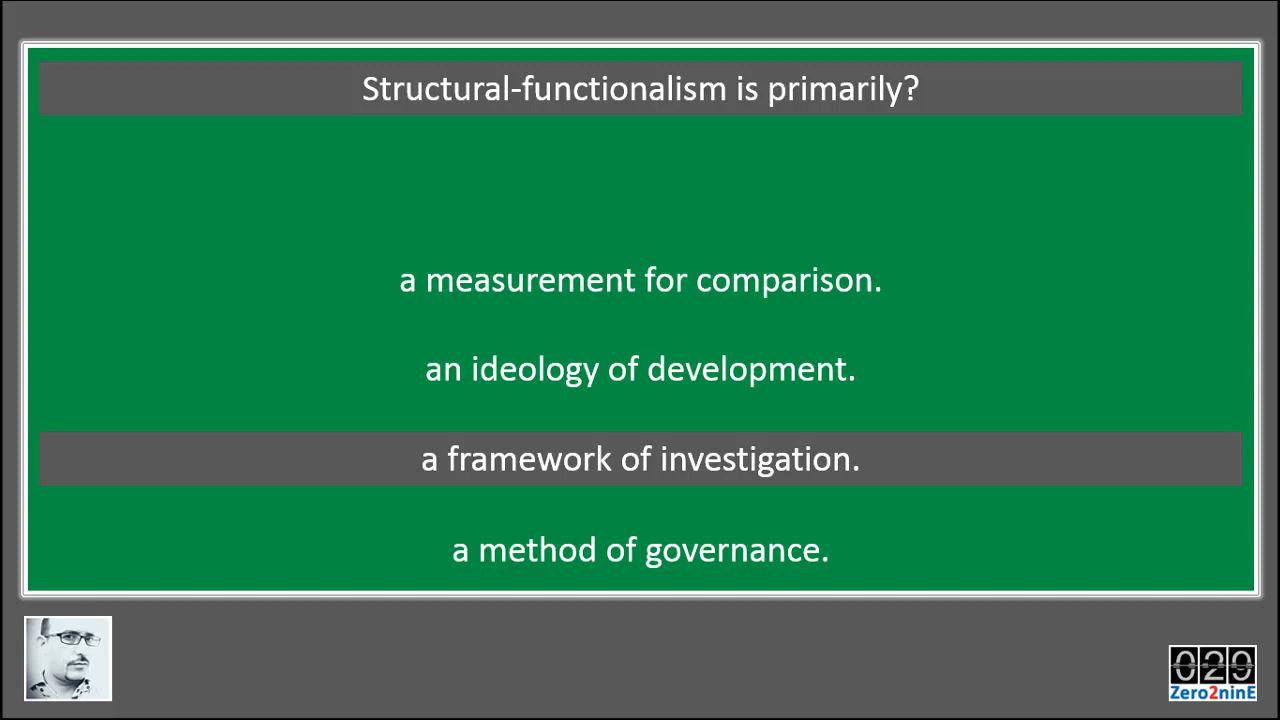 Structural-functionalism is primarily?
a measurement for comparison.
an ideology of development.
a framework of investigation.
a method of governance.
029
Zero2ninE